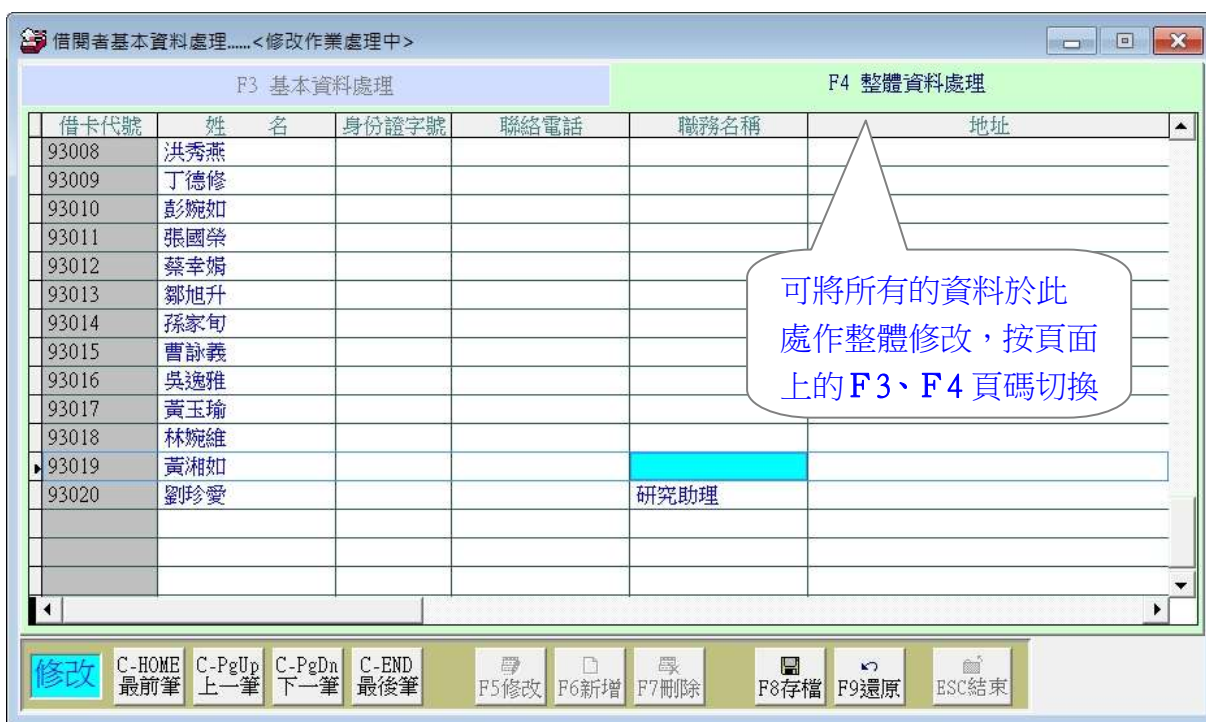 借閱者基本資料處理......<修改作業處理中>
F3 基本資料處理
F4 整體資料處理
借卡代號 姓 名 身份證字號 聯絡電話 職務名稱 地址
93008 洪秀燕
93009 丁德修
93010 彭婉如
93011 張國榮
93012 蔡幸娟
93013 鄒旭升
93014 孫家旬
93015 曹詠義
93016 吳逸雅
93017 黃玉瑜
93018 林婉維
93019 黃湘如
93020 劉珍愛 研究助理
可將所有的資料於此
處作整體修改，按頁面
上的F3、F4頁碼切換
修改
C-HOME
最前筆
C-PgUp
上一筆
C-PgDn
下一筆
C-END
最後筆
F5修改
F6新增
F7刪除
F8存檔
F9還原
ESC結束